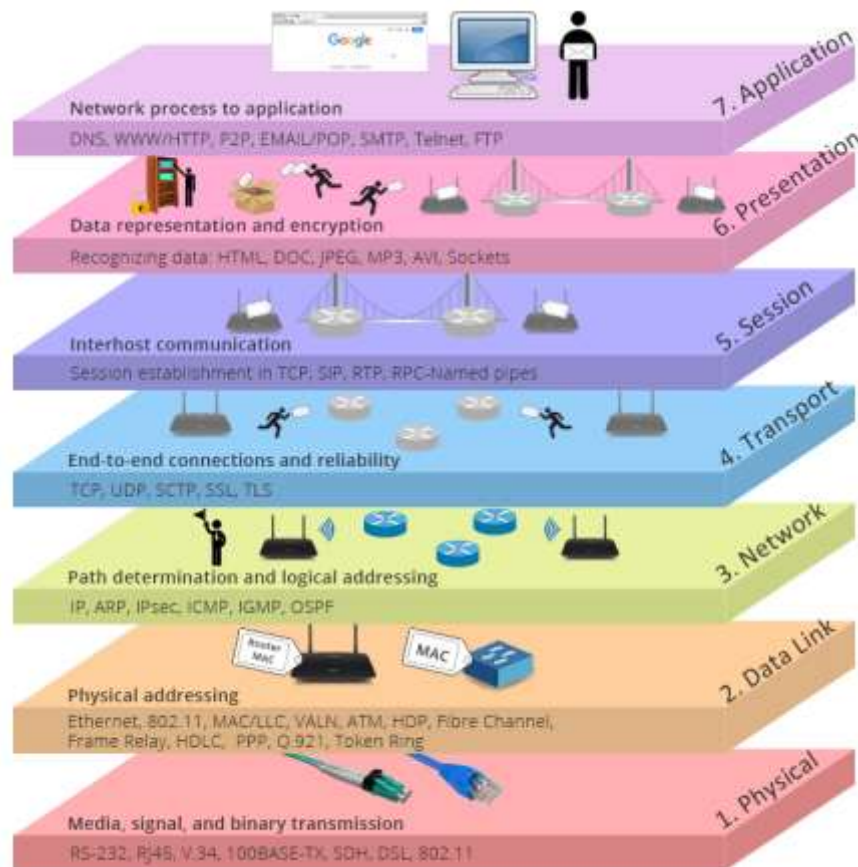 Google
7. Application
Network process to application
DNS, WWW/HTTP, P2P, EMAIL/POP, SMTP, Telnet, FTP
6. Presentation
Data representation and encryption
Recognizing data: HTML, DOC, JPEG, MP3, AVI, Sockets
5. Session
Interhost communication
Session establishment in TCP, SIP, RTP, RPC-Named pipes
4. Transport
End-to-end connections and reliability
TCP, UDP, SCTP, SSL, TLS
3. Network
Path determination and logical addressing
IP, ARP, IPsec, ICMP, IGMP, OSPF
Router
MAC
MAC
2. Data Link
Physical addressing
Ethernet, 802.11, MAC/LLC, VALN, ATM, HDP, Fibre Channel,
Frame Relay, HDLC, PPP, Q.921, Token Ring
1. Physical
Media, signal, and binary transmission
RS-232, RJ45, V.34, 100BASE-TX, SDH, DSL, 802.11